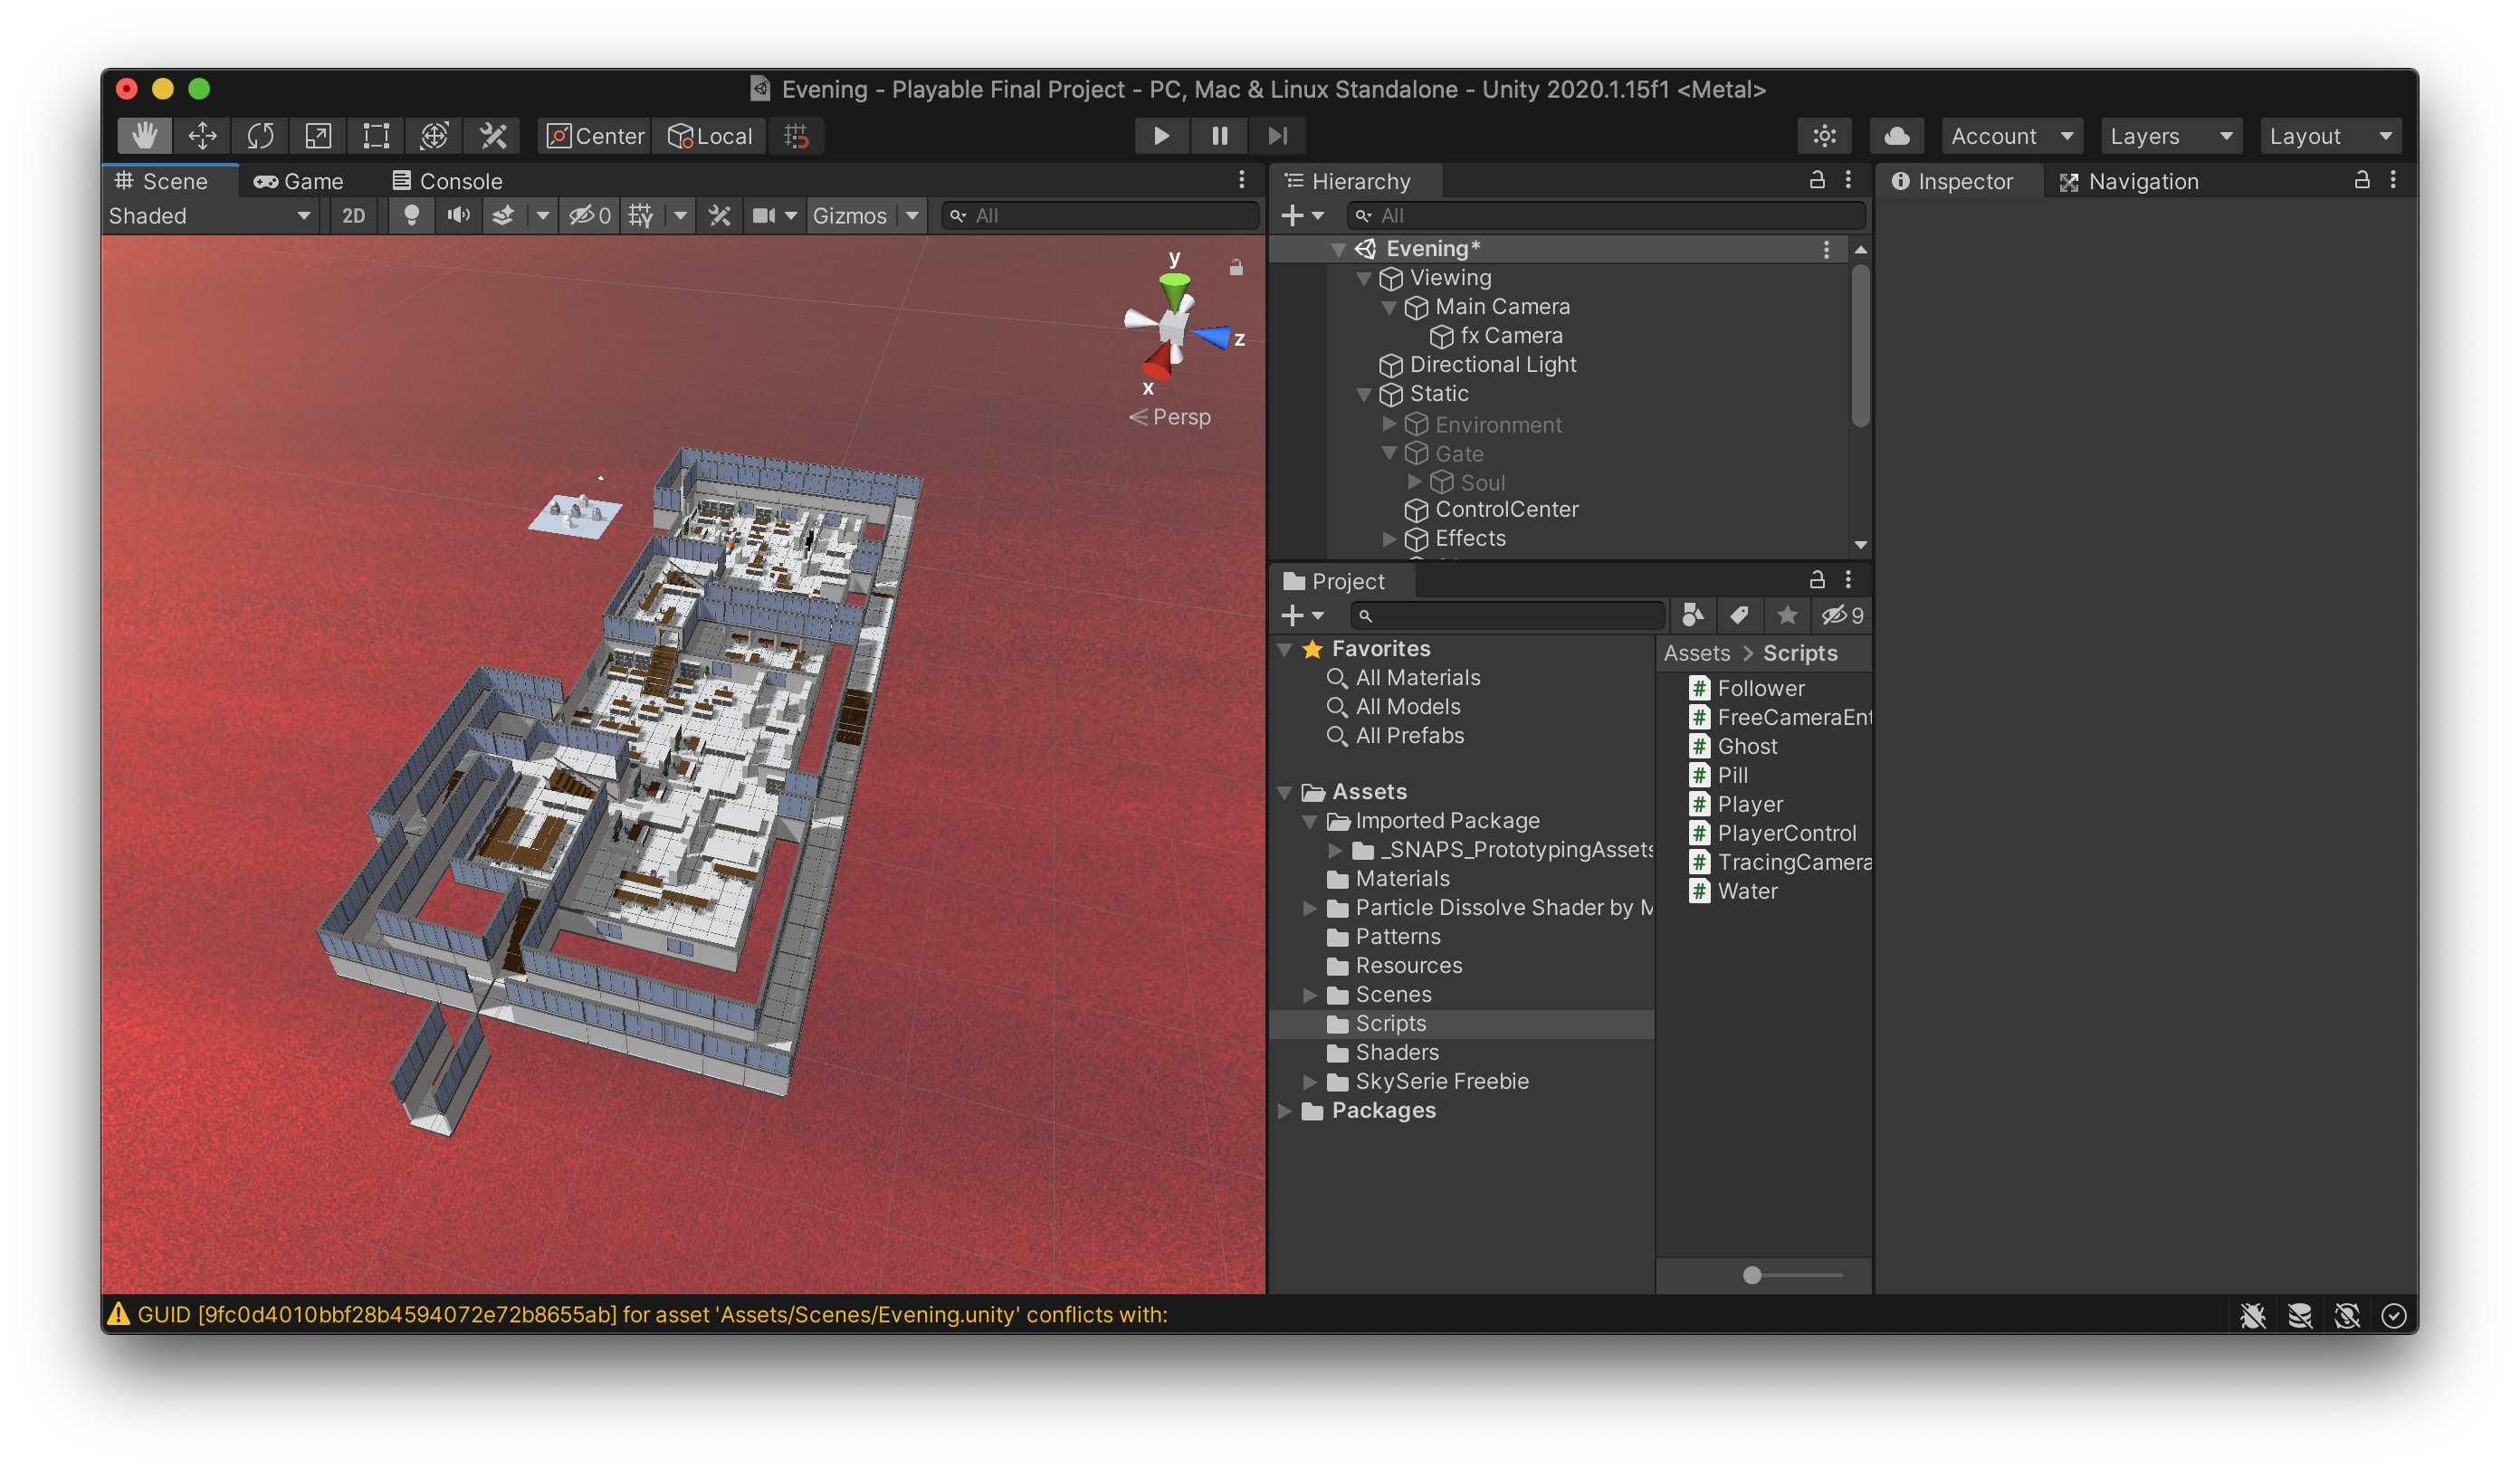 Evening - Playable Final Project - PC, Mac & Linux Standalone - Unity 2020.1.15f1 <Metal>
Center Local Account Layers Layout
Scene Game Console
Shaded 2D 0 Gizmos All
y
z
x
Persp
Hierarchy
All
Evening*
Viewing
Main Camera
fx Camera
Directional Light
Static
Environment
Gate
Soul
ControlCenter
Effects
Project
9
Favorites
All Materials
All Models
All Prefabs
Assets
Imported Package
_SNAPS_PrototypingAssets
Materials
Particle Dissolve Shader by M
Patterns
Resources
Scenes
Scripts
Shaders
SkySerie Freebie
Packages
Assets > Scripts
Follower
FreeCameraEnt
Ghost
Pill
Player
PlayerControl
TracingCamera
Water
Inspector Navigation
GUID [9fc0d4010bbf28b4594072e72b8655ab] for asset 'Assets/Scenes/Evening.unity' conflicts with: